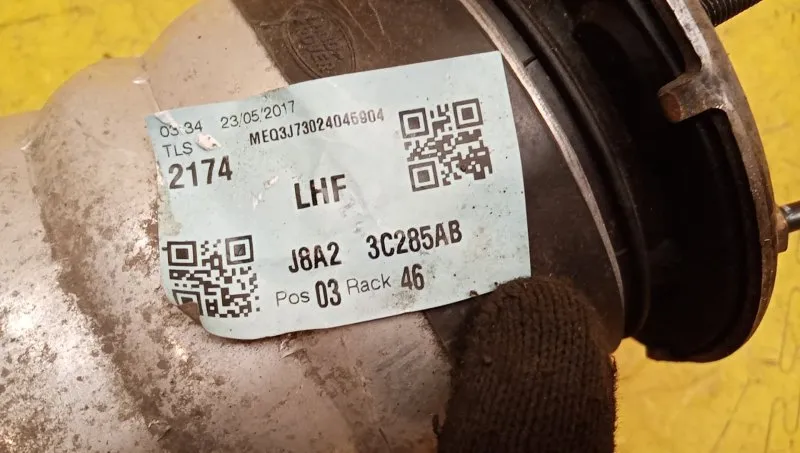 03:34 23/05/2017
TLS MEQ3J73024045904
2174
LHF
J8A2 3C285AB
Pos 03 Rack 46